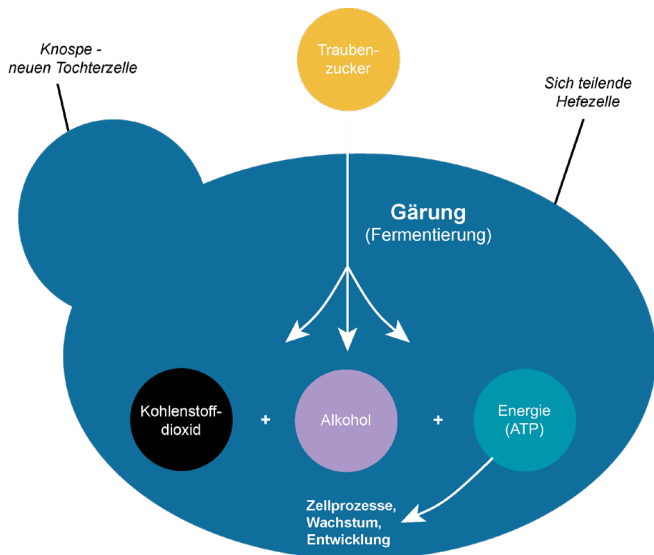 Knospe -
neuen Tochterzelle
Trauben-
zucker
Sich teilende
Hefezelle
Gärung
(Fermentierung)
Kohlenstoff-
dioxid
+
Alkohol
+
Energie
(ATP)
Zellprozesse,
Wachstum,
Entwicklung